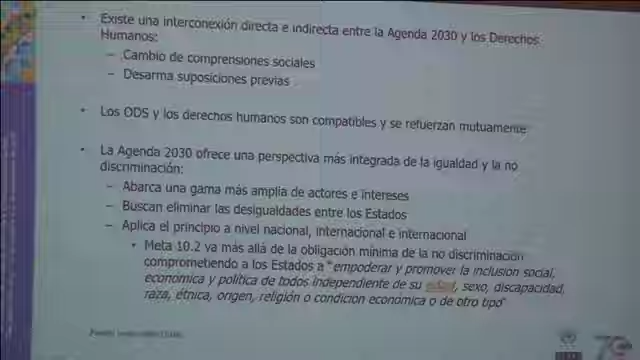 • Existe una interconexión directa e indirecta entre la Agenda 2030 y los Derechos
Humanos:
– Cambio de comprensiones sociales
– Desarma suposiciones previas
• Los ODS y los derechos humanos son compatibles y se refuerzan mutuamente
• La Agenda 2030 ofrece una perspectiva más integrada de la igualdad y la no
discriminación:
– Abarca una gama más amplia de actores e intereses
– Buscan eliminar las desigualdades entre los Estados
– Aplica el principio a nivel nacional, internacional e internacional
• Meta 10.2 va más allá de la obligación mínima de la no discriminación
comprometiendo a los Estados a "empoderar y promover la inclusión social,
económica y política de todos independiente de su edad, sexo, discapacidad,
raza, étnica, origen, religión o condición económica o de otro tipo"